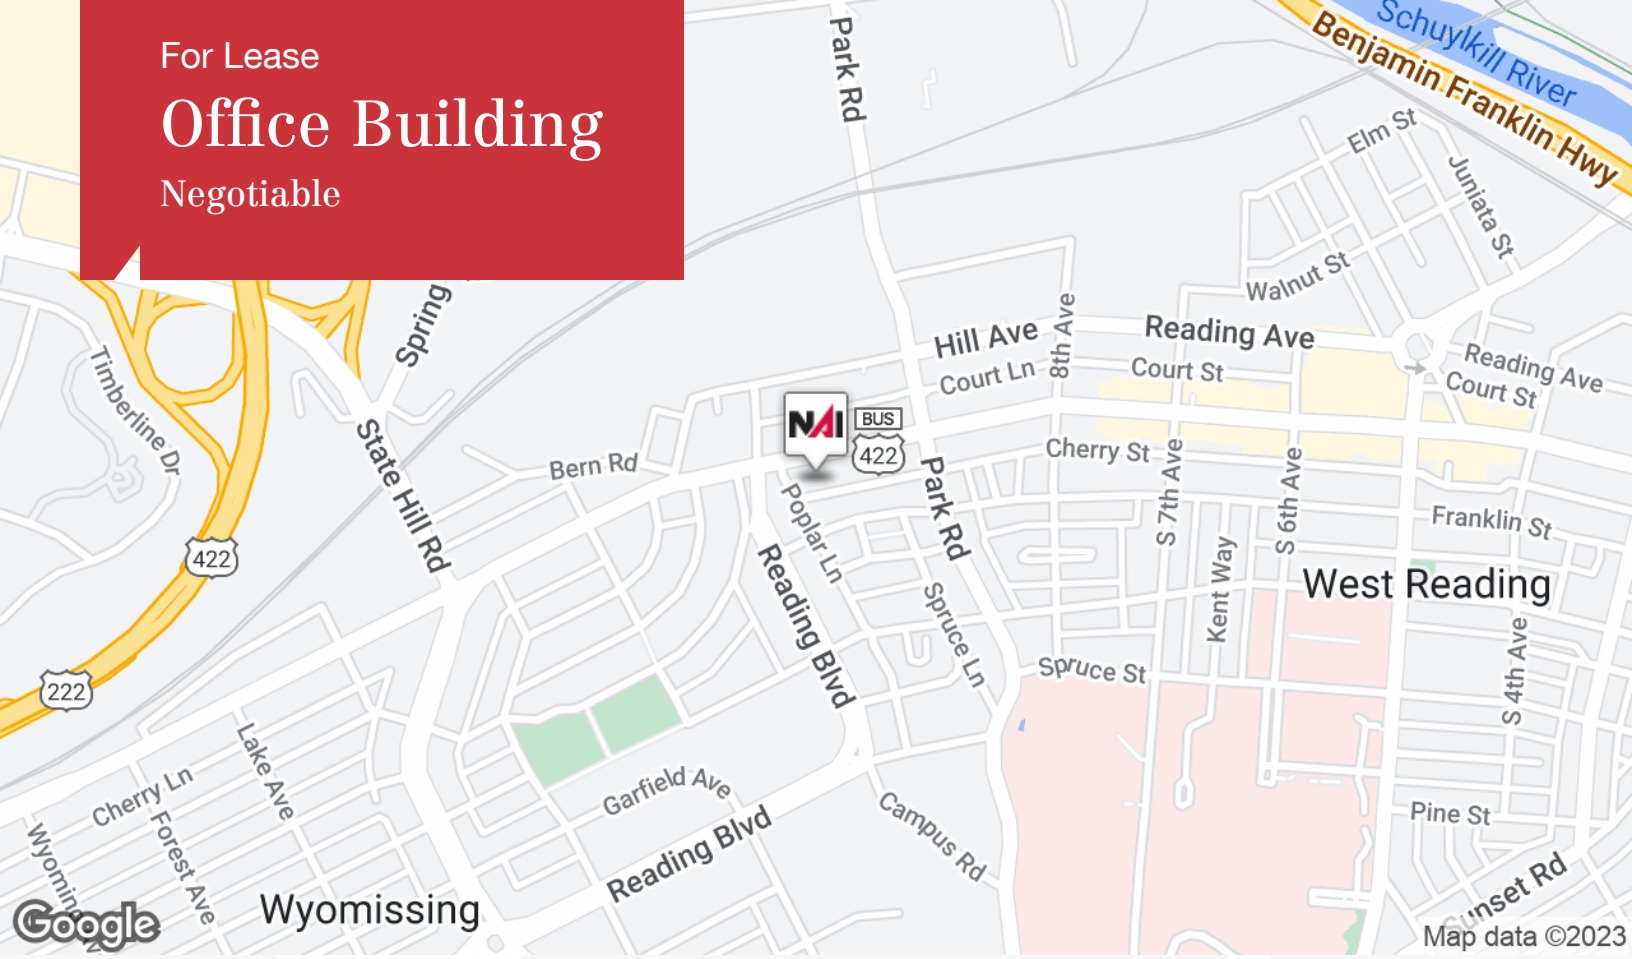 For Lease
Office Building
Negotiable
Park Rd
Schuylkill River
Benjamin Franklin Hwy
Elm St
Juniata St
Walnut St
Spring
Timberline Dr
Hill Ave
8th Ave
Reading Ave
Court Ln
Court St
Reading Ave
Court St
NAI
BUS
422
State Hill Rd
Bern Rd
Cherry St
Park Rd
Poplar Ln
S 7th Ave
S 6th Ave
Franklin St
422
Reading Blvd
Kent Way
West Reading
Spruce Ln
Spruce St
S 4th Ave
222
Lake Ave
Cherry Ln
Garfield Ave
Forest Ave
Reading Blvd
Campus Rd
Pine St
Sunset Rd
Wyomissing
Google
Map data ©2023